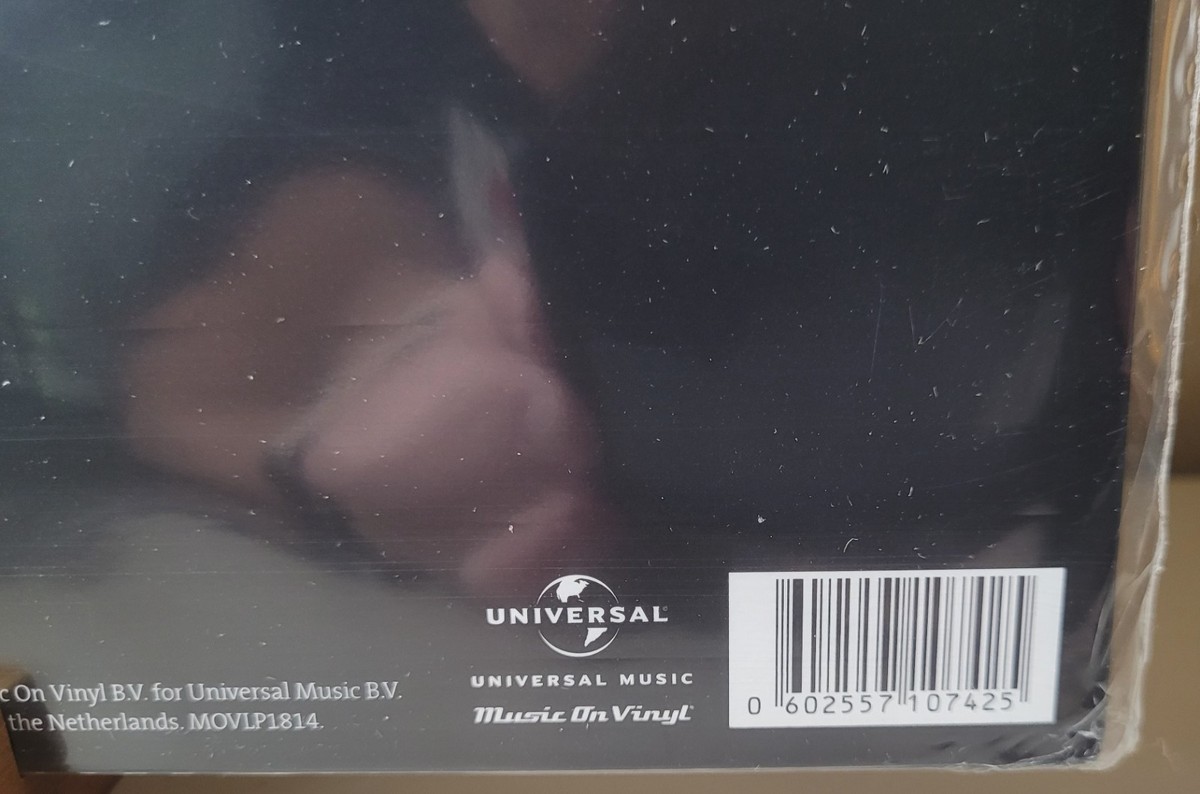 UNIVERSAL
UNIVERSAL MUSIC
c On Vinyl B.V. for Universal Music B.V.
Music On Vinyl
the Netherlands. MOVLP1814.
0 602557 107425